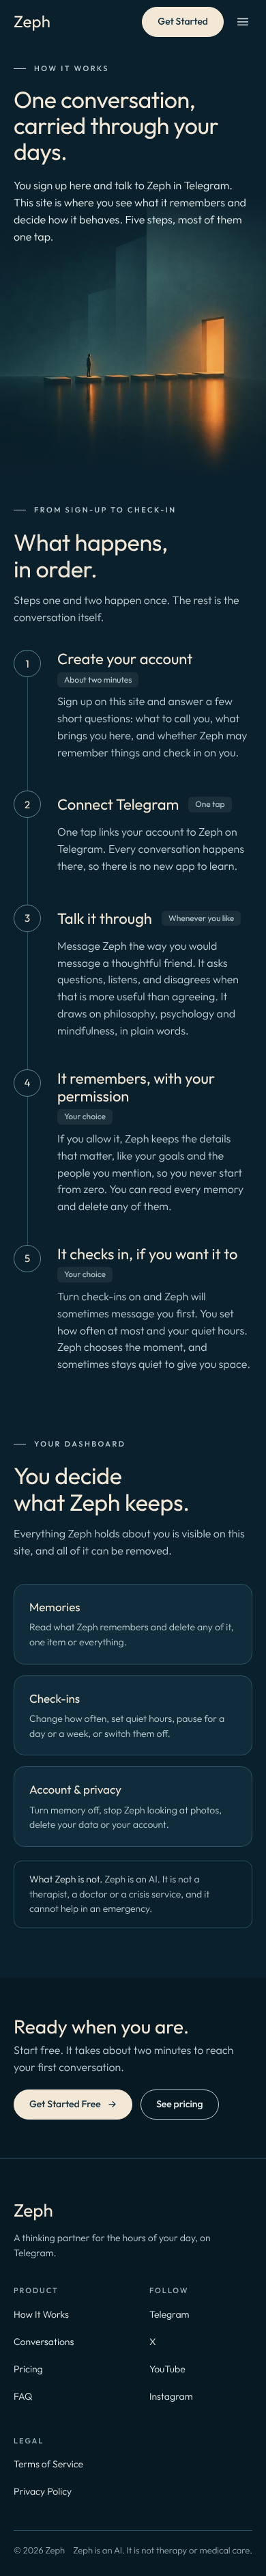 Zeph
Get Started
HOW IT WORKS
One conversation,
carried through your
days.
You sign up here and talk to Zeph in Telegram.
This site is where you see what it remembers and
decide how it behaves. Five steps, most of them
one tap.
FROM SIGN-UP TO CHECK-IN
What happens,
in order.
Steps one and two happen once. The rest is the
conversation itself.
1
Create your account
About two minutes
Sign up on this site and answer a few
short questions: what to call you, what
brings you here, and whether Zeph may
remember things and check in on you.
2
Connect Telegram
One tap
One tap links your account to Zeph on
Telegram. Every conversation happens
there, so there is no new app to learn.
3
Talk it through
Whenever you like
Message Zeph the way you would
message a thoughtful friend. It asks
questions, listens, and disagrees when
that is more useful than agreeing. It
draws on philosophy, psychology and
mindfulness, in plain words.
4
It remembers, with your
permission
Your choice
If you allow it, Zeph keeps the details
that matter, like your goals and the
people you mention, so you never start
from zero. You can read every memory
and delete any of them.
5
It checks in, if you want it to
Your choice
Turn check-ins on and Zeph will
sometimes message you first. You set
how often at most and your quiet hours.
Zeph chooses the moment, and
sometimes stays quiet to give you space.
YOUR DASHBOARD
You decide
what Zeph keeps.
Everything Zeph holds about you is visible on this
site, and all of it can be removed.
Memories
Read what Zeph remembers and delete any of it,
one item or everything.
Check-ins
Change how often, set quiet hours, pause for a
day or a week, or switch them off.
Account & privacy
Turn memory off, stop Zeph looking at photos,
delete your data or your account.
What Zeph is not. Zeph is an AI. It is not a
therapist, a doctor or a crisis service, and it
cannot help in an emergency.
Ready when you are.
Start free. It takes about two minutes to reach
your first conversation.
Get Started Free →
See pricing
Zeph
A thinking partner for the hours of your day, on
Telegram.
PRODUCT
How It Works
Conversations
Pricing
FAQ
FOLLOW
Telegram
X
YouTube
Instagram
LEGAL
Terms of Service
Privacy Policy
© 2026 Zeph
Zeph is an AI. It is not therapy or medical care.